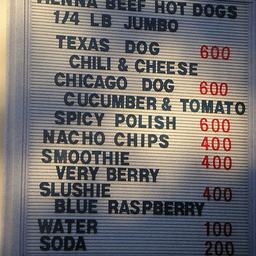 VIENNA BEEF HOT DOGS
1/4 LB JUMBO
TEXAS DOG 600
CHILI & CHEESE
CHICAGO DOG 600
CUCUMBER & TOMATO
SPICY POLISH 600
NACHO CHIPS 400
SMOOTHIE 400
VERY BERRY
SLUSHIE 400
BLUE RASPBERRY
WATER 100
SODA 200